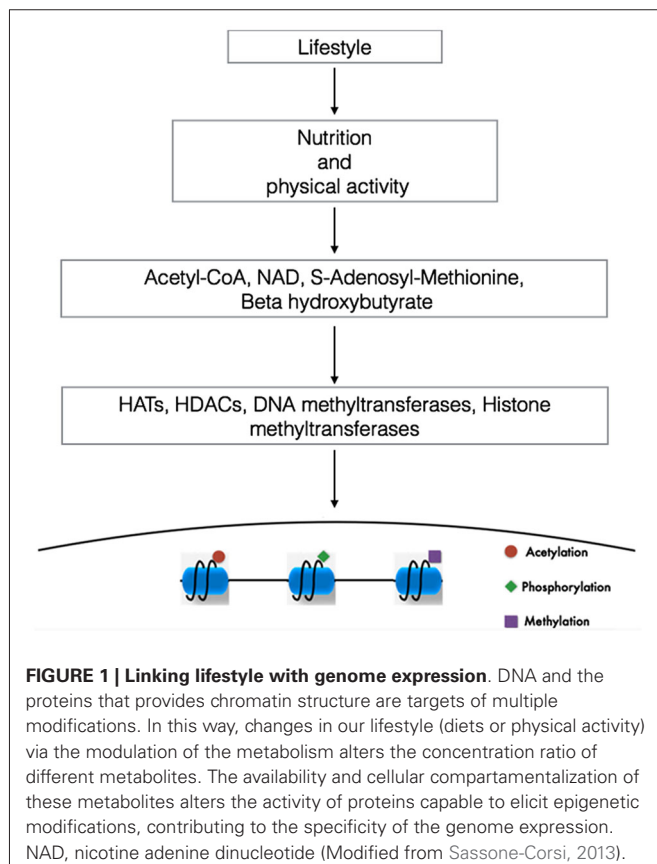 Lifestyle
Nutrition
and
physical activity
Acetyl-CoA, NAD, S-Adenosyl-Methionine,
Beta hydroxybutyrate
HATs, HDACs, DNA methyltransferases, Histone
methyltransferases
Acetylation
Phosphorylation
Methylation
FIGURE 1 | Linking lifestyle with genome expression. DNA and the
proteins that provides chromatin structure are targets of multiple
modifications. In this way, changes in our lifestyle (diets or physical activity)
via the modulation of the metabolism alters the concentration ratio of
different metabolites. The availability and cellular compartamentalization of
these metabolites alters the activity of proteins capable to elicit epigenetic
modifications, contributing to the specificity of the genome expression.
NAD, nicotine adenine dinucleotide (Modified from Sassone-Corsi, 2013).